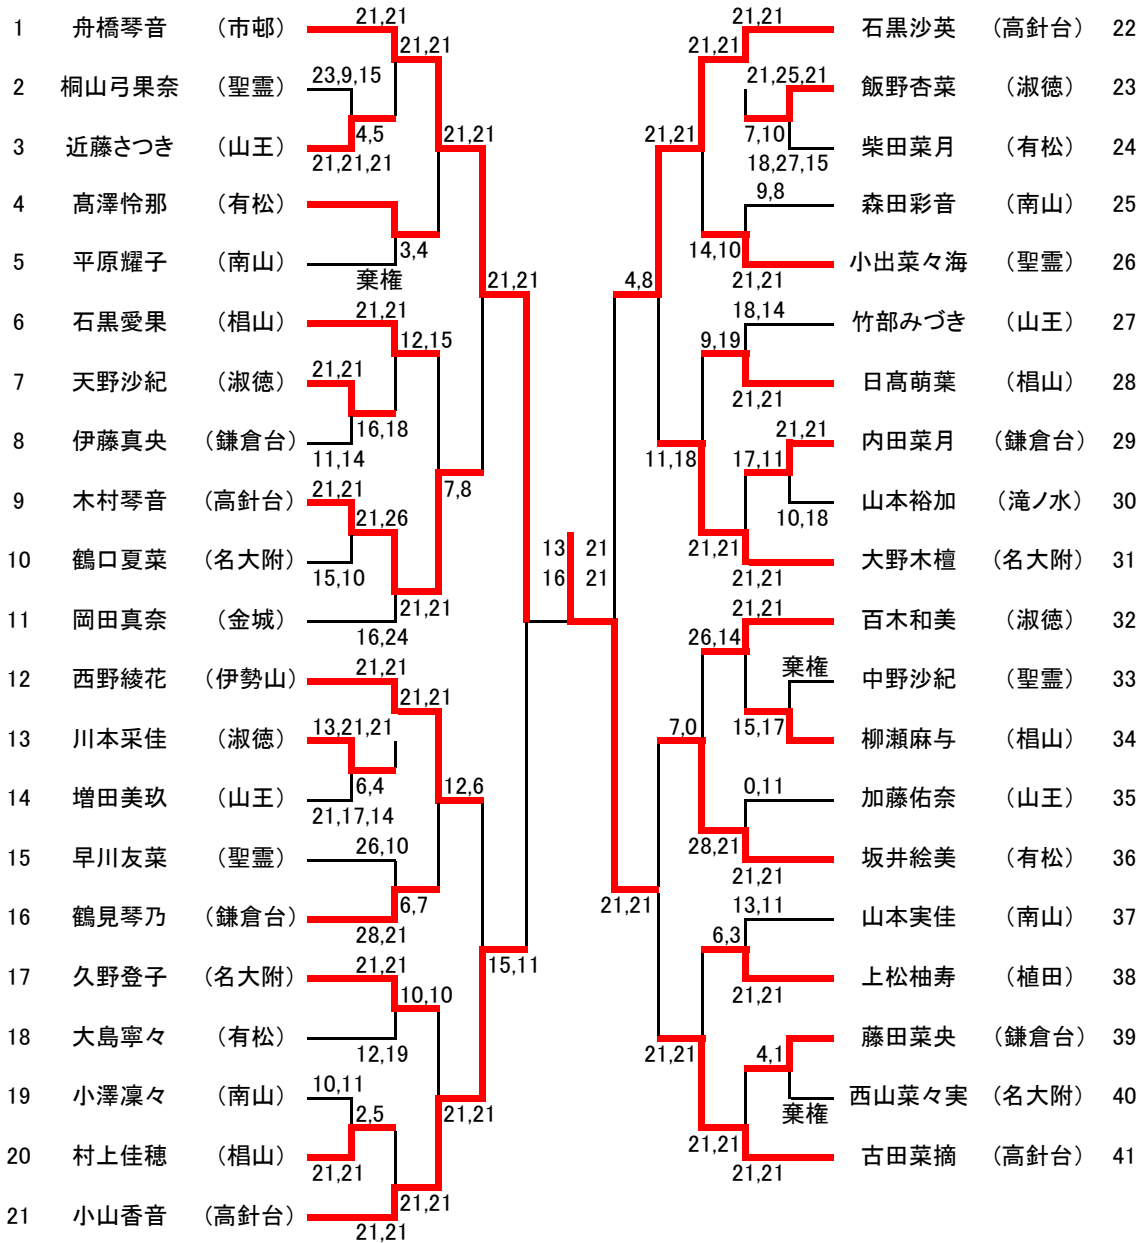 1 舟橋琴音 （市邨）
2 桐山弓果奈 （聖霊）
3 近藤さつき （山王）
4 髙澤怜那 （有松）
5 平原耀子 （南山）
6 石黒愛果 （椙山）
7 天野沙紀 （淑徳）
8 伊藤真央 （鎌倉台）
9 木村琴音 （高針台）
10 鶴口夏菜 （名大附）
11 岡田真奈 （金城）
12 西野綾花 （伊勢山）
13 川本采佳 （淑徳）
14 増田美玖 （山王）
15 早川友菜 （聖霊）
16 鶴見琴乃 （鎌倉台）
17 久野登子 （名大附）
18 大島寧々 （有松）
19 小澤凜々 （南山）
20 村上佳穂 （椙山）
21 小山香音 （高針台）
21,21
21,21
23,9,15
4,5
21,21,21
21,21
3,4
棄権
21,21
21,21
12,15
21,21
16,18
11,14
7,8
21,21
21,26
15,10
21,21
16,24
21,21
21,21
13,21,21
6,4
21,17,14
12,6
26,10
6,7
28,21
15,11
21,21
10,10
12,19
10,11
2,5
21,21
21,21
21,21
21,21
13 21
16 21
石黒沙英 （高針台） 22
飯野杏菜 （淑徳） 23
柴田菜月 （有松） 24
森田彩音 （南山） 25
小出菜々海 （聖霊） 26
竹部みづき （山王） 27
日髙萌葉 （椙山） 28
内田菜月 （鎌倉台） 29
山本裕加 （滝ノ水） 30
大野木檀 （名大附） 31
百木和美 （淑徳） 32
中野沙紀 （聖霊） 33
柳瀬麻与 （椙山） 34
加藤佑奈 （山王） 35
坂井絵美 （有松） 36
山本実佳 （南山） 37
上松柚寿 （植田） 38
藤田菜央 （鎌倉台） 39
西山菜々実 （名大附） 40
古田菜摘 （高針台） 41
21,21
21,21
21,25,21
7,10
18,27,15
21,21
9,8
14,10
21,21
4,8
18,14
9,19
21,21
21,21
17,11
11,18
10,18
21,21
21,21
21,21
26,14
棄権
15,17
7,0
0,11
28,21
21,21
21,21
13,11
6,3
21,21
21,21
4,1
棄権
21,21
21,21